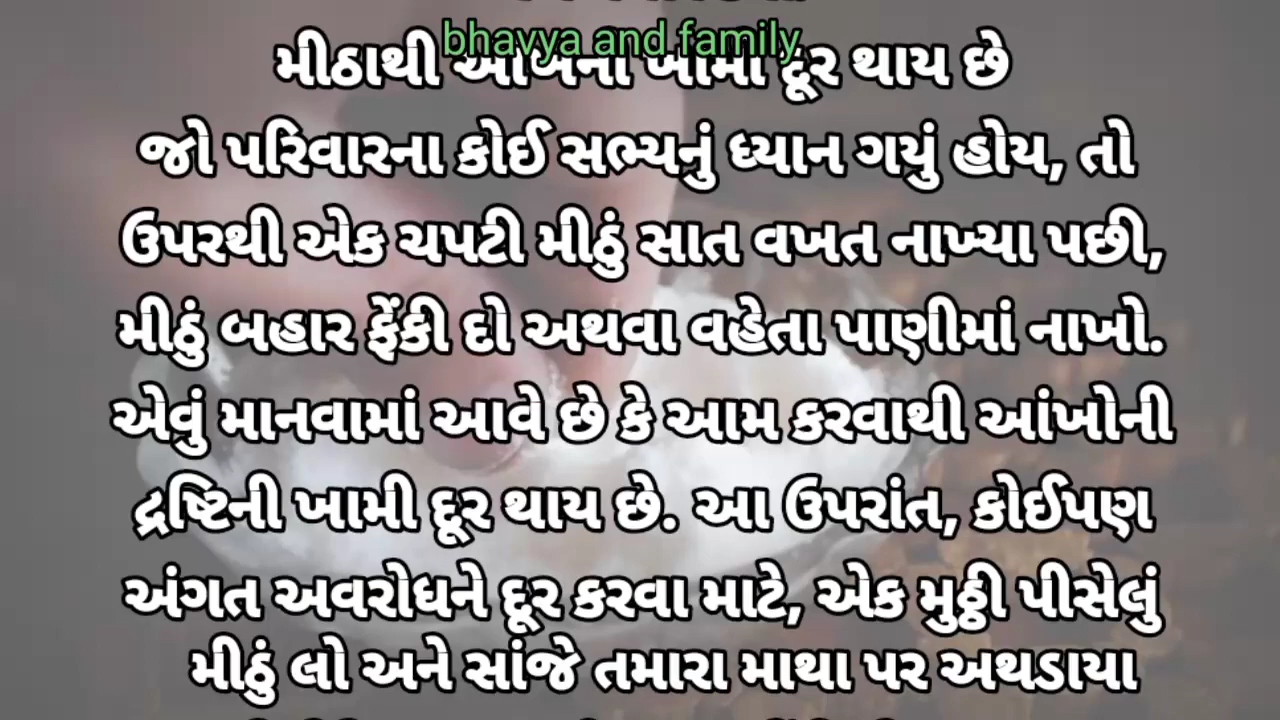 bhavya and family
મીઠાથી આંખના ખામી દૂર થાય છે
જો પરિવારના કોઈ સભ્યનું ધ્યાન ગયું હોય, તો
ઉપરથી એક ચપટી મીઠું સાત વખત નાખ્યા પછી,
મીઠું બહાર ફેંકી દો અથવા વહેતા પાણીમાં નાખો.
એવું માનવામાં આવે છે કે આમ કરવાથી આંખોની
દ્રષ્ટિની ખામી દૂર થાય છે. આ ઉપરાંત, કોઈપણ
અંગત અવરોધને દૂર કરવા માટે, એક મુઠ્ઠી પીસેલું
મીઠું લો અને સાંજે તમારા માથા પર અથડાયા